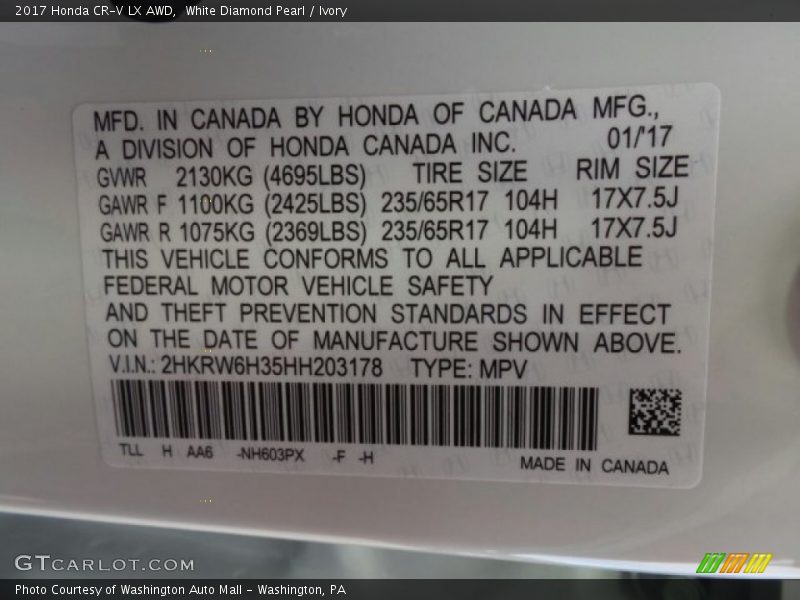 2017 Honda CR-V LX AWD, White Diamond Pearl / Ivory
MFD. IN CANADA BY HONDA OF CANADA MFG.,
A DIVISION OF HONDA CANADA INC. 01/'17
GVWR 2130KG (4695LBS) TIRE SIZE RIM SIZE
GAWR F 1100KG (2425LBS) 235/65R17 104H 17X7.5J
GAWR R 1075KG (2369LBS) 235/65R17 104H 17X7.5J
THIS VEHICLE CONFORMS TO ALL APPLICABLE
FEDERAL MOTOR VEHICLE SAFETY
AND THEFT PREVENTION STANDARDS IN EFFECT
ON THE DATE OF MANUFACTURE SHOWN ABOVE.
V.I.N.: 2HKRW6H35HH203178 TYPE: MPV
TLL H AA6 -NH603PX -F -H
MADE IN CANADA
GTCARLOT.COM
Photo Courtesy of Washington Auto Mall - Washington, PA